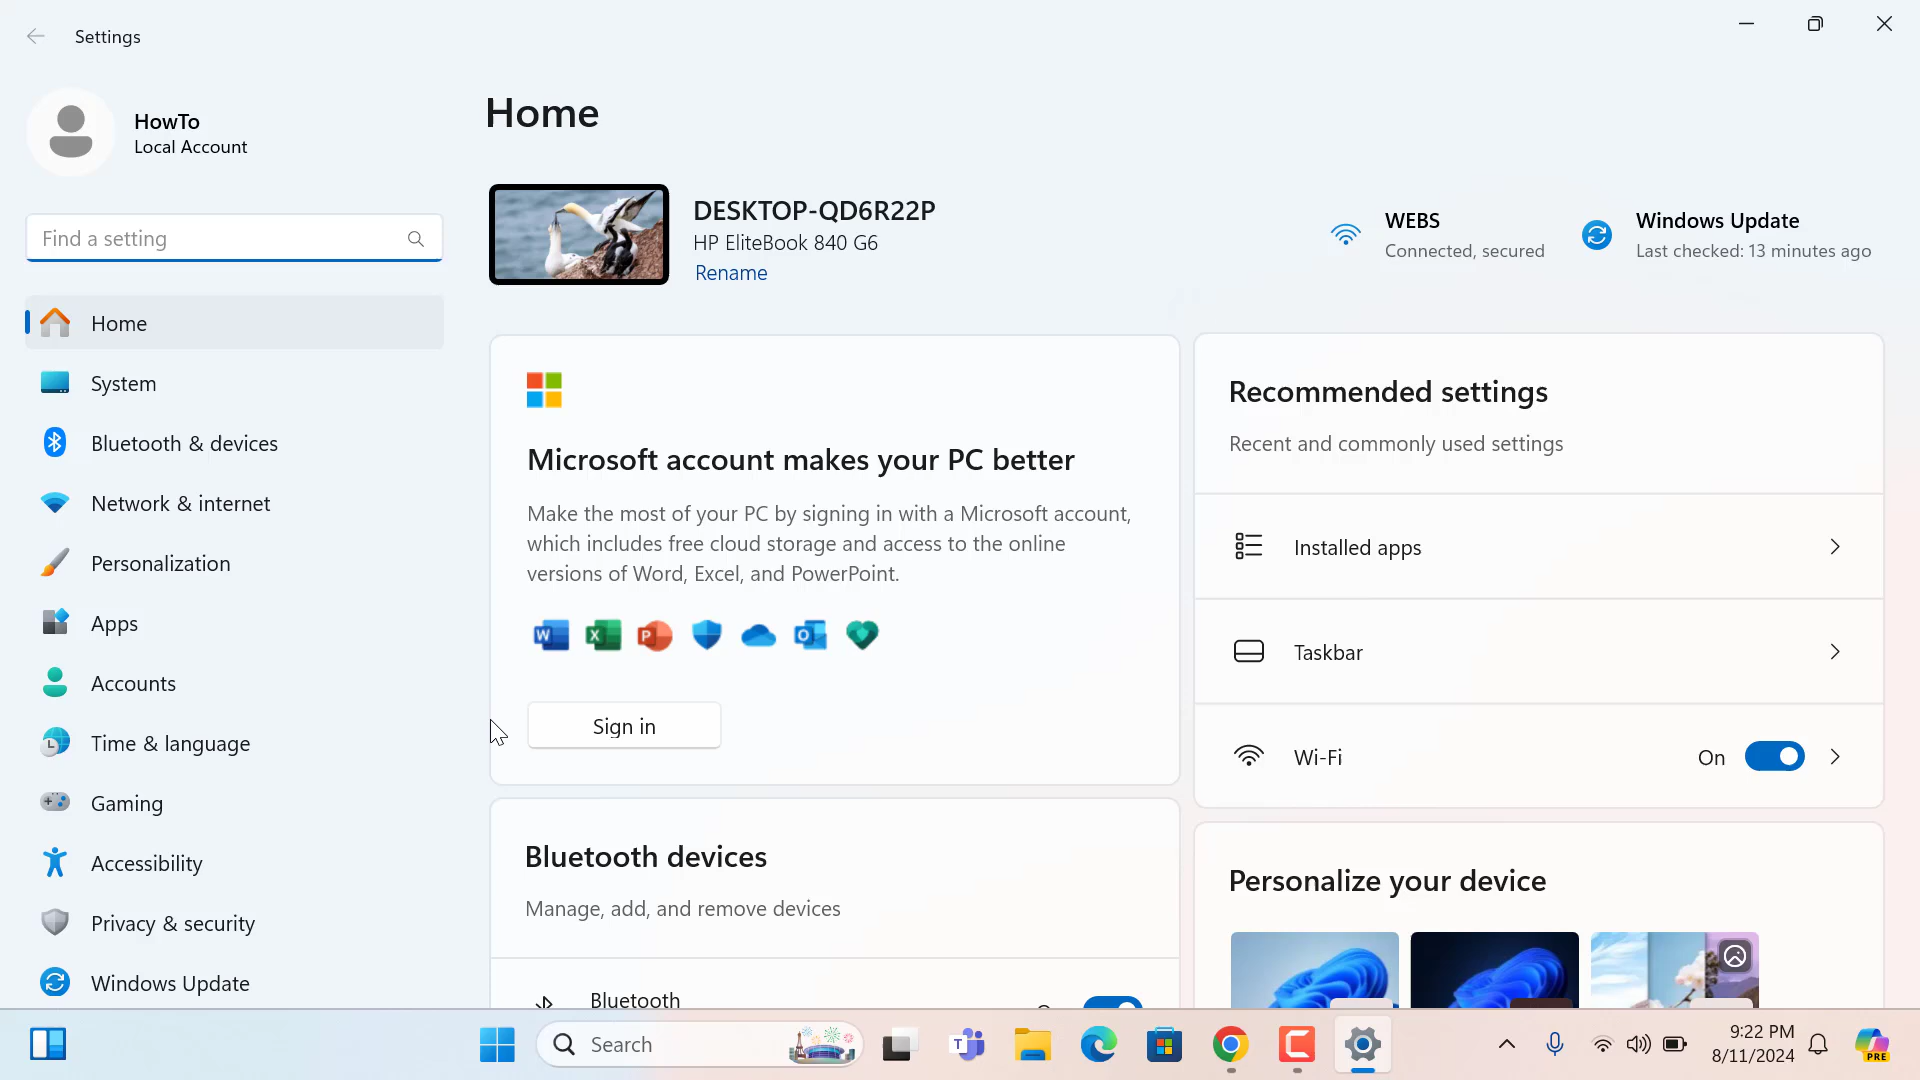 Settings
HowTo
Local Account
Find a setting
Home
System
Bluetooth & devices
Network & internet
Personalization
Apps
Accounts
Time & language
Gaming
Accessibility
Privacy & security
Windows Update
Home
DESKTOP-QD6R22P
HP EliteBook 840 G6
Rename
WEBS
Connected, secured
Windows Update
Last checked: 13 minutes ago
Microsoft account makes your PC better
Make the most of your PC by signing in with a Microsoft account,
which includes free cloud storage and access to the online
versions of Word, Excel, and PowerPoint.
Sign in
Bluetooth devices
Manage, add, and remove devices
Bluetooth
Recommended settings
Recent and commonly used settings
Installed apps
Taskbar
Wi-Fi
On
Personalize your device
Search
9:22 PM
8/11/2024
PRE